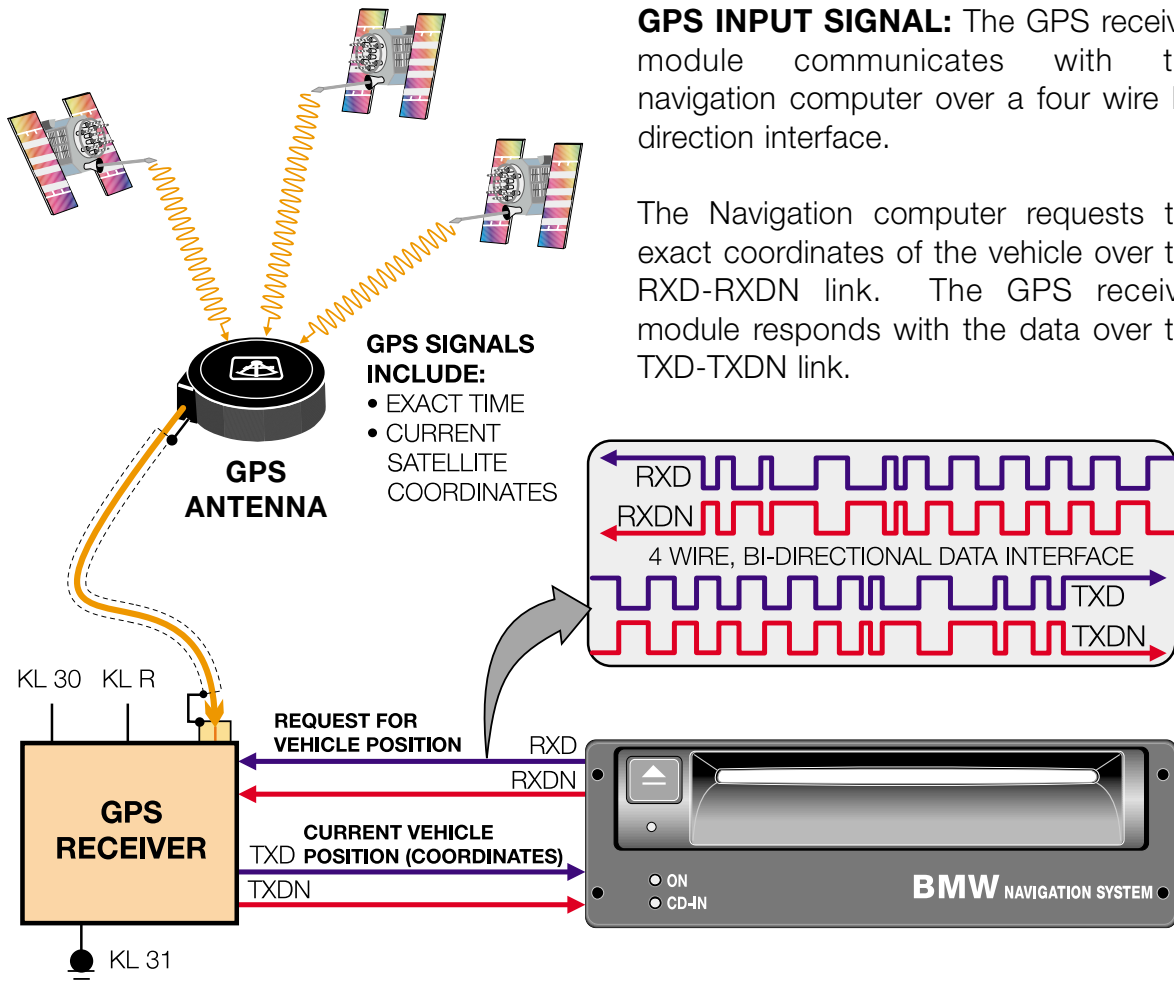 GPS INPUT SIGNAL: The GPS
module communicates with
navigation computer over a four wire
direction interface.
The Navigation computer requests
exact coordinates of the vehicle over
RXD-RXDN link. The GPS
module responds with the data over
TXD-TXDN link.
GPS SIGNALS
INCLUDE:
• EXACT TIME
• CURRENT
SATELLITE
COORDINATES
GPS
ANTENNA
RXD
RXDN
4 WIRE, BI-DIRECTIONAL DATA INTERFACE
TXD
TXDN
KL 30 KL R
REQUEST FOR
VEHICLE POSITION
RXD
RXDN
GPS
RECEIVER
CURRENT VEHICLE
TXD POSITION (COORDINATES)
TXDN
ON
CD-IN
BMW NAVIGATION SYSTEM
KL 31